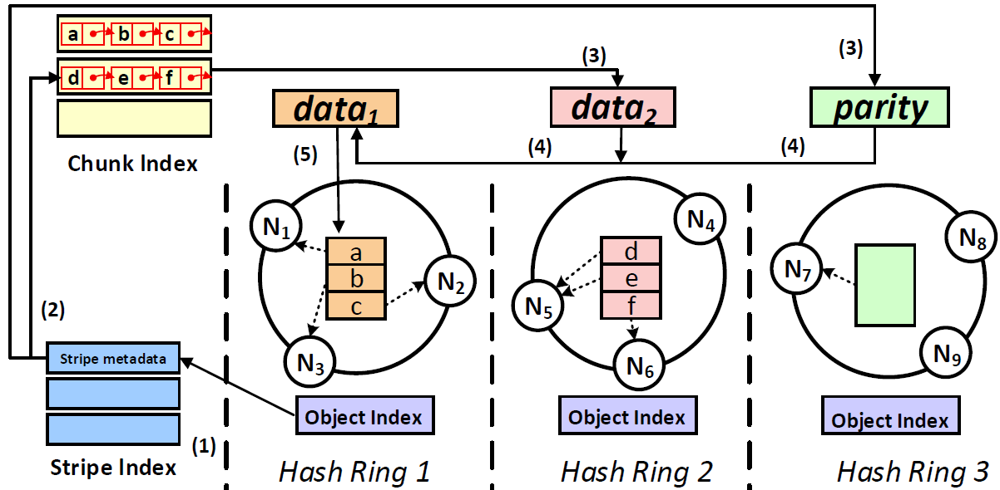 a b c
d e f
Chunk Index
(3)
(3)
data1
data2
parity
(5)
(4)
(4)
N1
N2
N3
a
b
c
N4
N5
N6
d
e
f
N7
N8
N9
(2)
Stripe metadata
(1)
Stripe Index
Object Index
Object Index
Object Index
Hash Ring 1
Hash Ring 2
Hash Ring 3